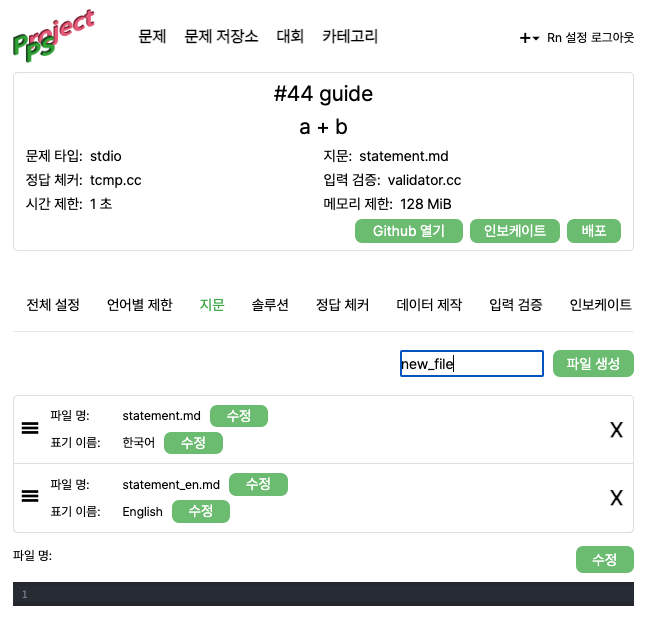 Project
PPS
문제 문제 저장소 대회 카테고리
+ Rn 설정 로그아웃
#44 guide
a + b
문제 타입: stdio 지문: statement.md
정답 체커: tcmp.cc 입력 검증: validator.cc
시간 제한: 1 초 메모리 제한: 128 MiB
Github 열기 인보케이트 배포
전체 설정 언어별 제한 지문 솔루션 정답 체커 데이터 제작 입력 검증 인보케이트
new_file 파일 생성
파일 명: statement.md 수정
X
표기 이름: 한국어 수정
파일 명: statement_en.md 수정
X
표기 이름: English 수정
파일 명: 수정
1